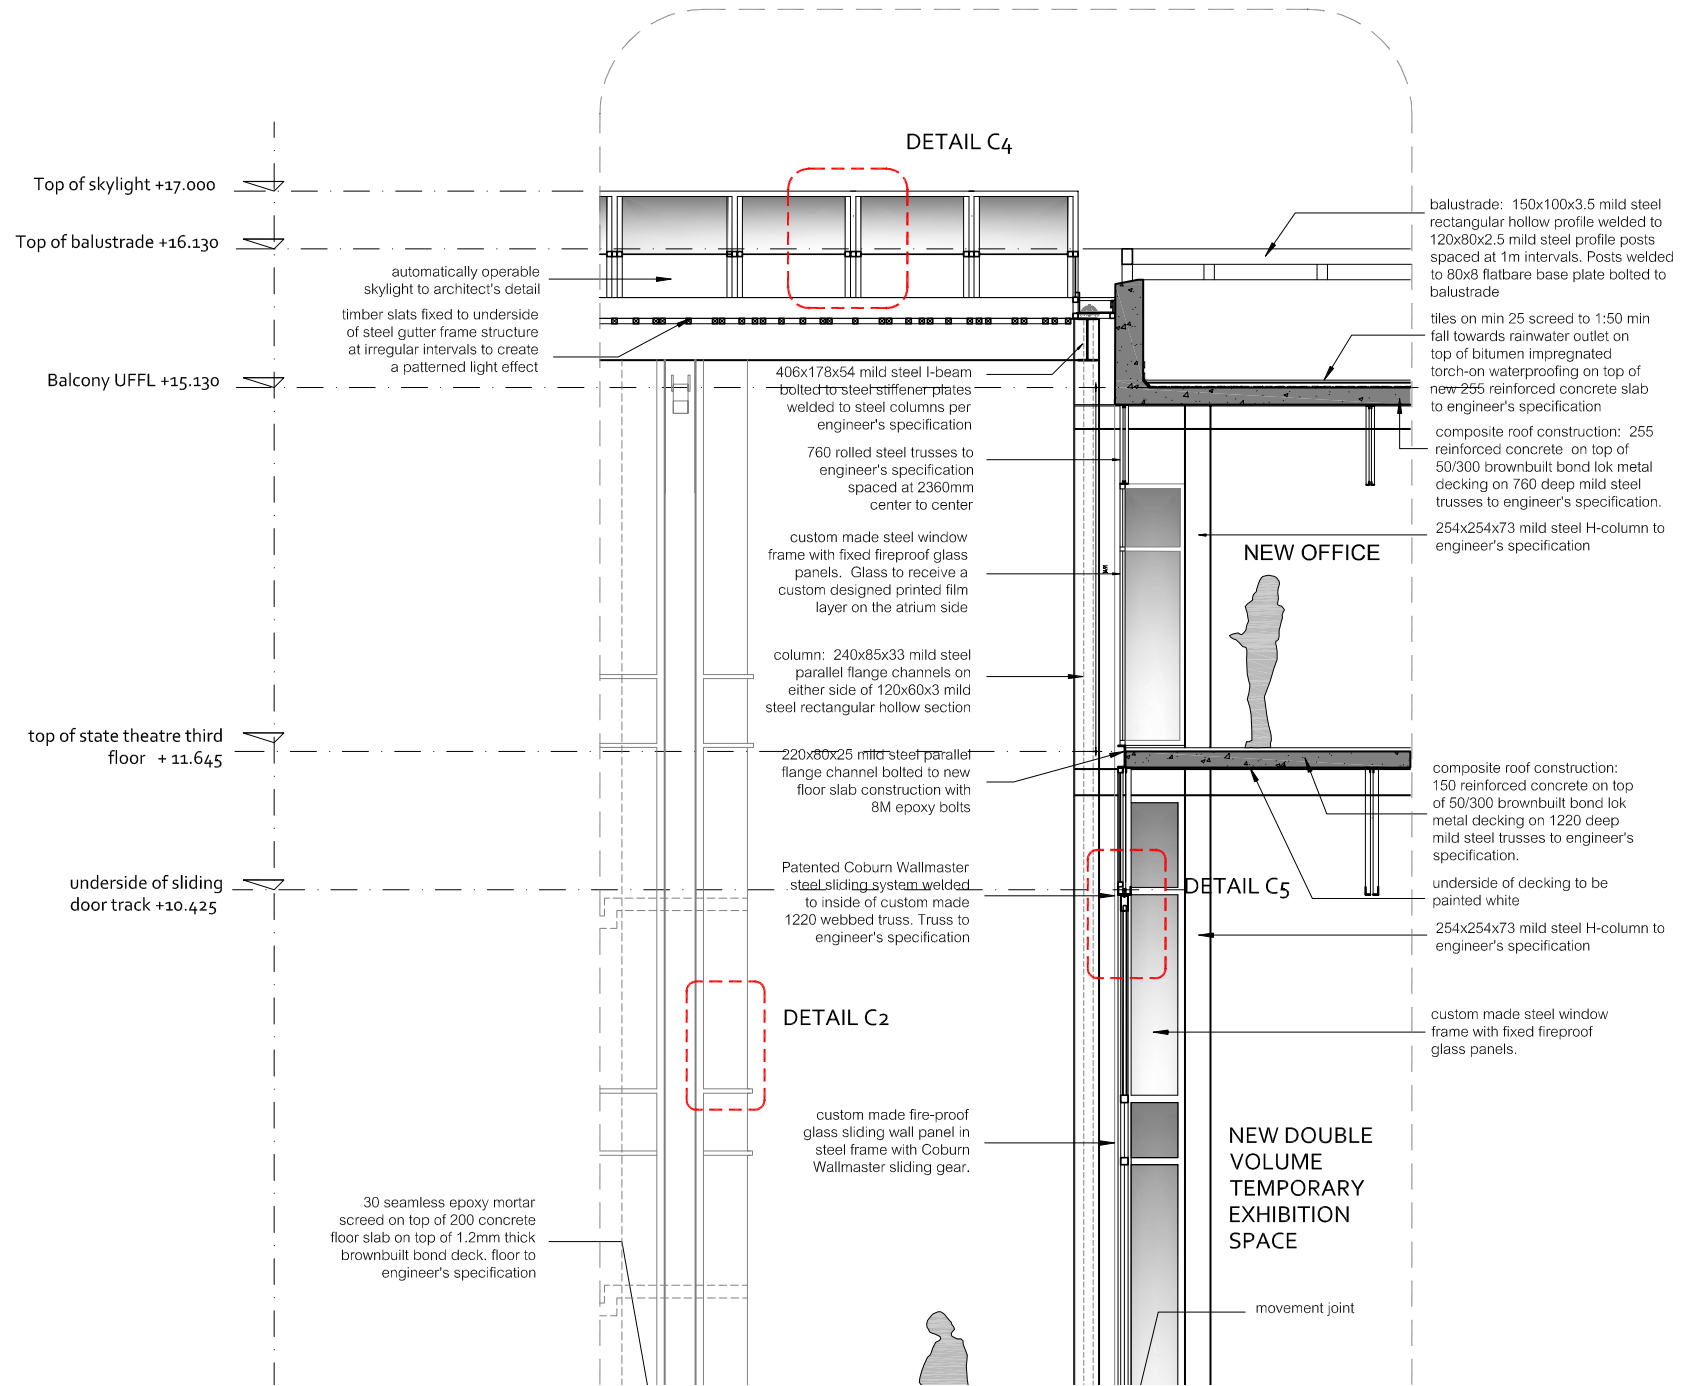 DETAIL C4
Top of skylight +17.000
Top of balustrade +16.130
automatically operable
skylight to architect's detail
timber slats fixed to underside
of steel gutter frame structure
at irregular intervals to create
a patterned light effect
Balcony UFFL +15.130
406x178x54 mild steel I-beam
bolted to steel stiffener plates
welded to steel columns per
engineer's specification
760 rolled steel trusses to
engineer's specification
spaced at 2360mm
center to center
custom made steel window
frame with fixed fireproof glass
panels.  Glass to receive a
custom designed printed film
layer on the atrium side
column:  240x85x33 mild steel
parallel flange channels on
either side of 120x60x3 mild
steel rectangular hollow section
top of state theatre third
floor  + 11.645
220x80x25 mild steel parallel
flange channel bolted to new
floor slab construction with
8M epoxy bolts
underside of sliding
door track +10.425
Patented Coburn Wallmaster
steel sliding system welded
to inside of custom made
1220 webbed truss. Truss to
engineer's specification
DETAIL C5
DETAIL C2
custom made fire-proof
glass sliding wall panel in
steel frame with Coburn
Wallmaster sliding gear.
30 seamless epoxy mortar
screed on top of 200 concrete
floor slab on top of 1.2mm thick
brownbuilt bond deck. floor to
engineer's specification
balustrade:  150x100x3.5 mild steel
rectangular hollow profile welded to
120x80x2.5 mild steel profile posts
spaced at 1m intervals. Posts welded
to 80x8 flatbare base plate bolted to
balustrade
tiles on min 25 screed to 1:50 min
fall towards rainwater outlet on
top of bitumen impregnated
torch-on waterproofing on top of
new 255 reinforced concrete slab
to engineer's specification
composite roof construction:  255
reinforced concrete  on top of
50/300 brownbuilt bond lok metal
decking on 760 deep mild steel
trusses to engineer's specification.
254x254x73 mild steel H-column to
engineer's specification
NEW OFFICE
composite roof construction:
150 reinforced concrete on top
of 50/300 brownbuilt bond lok
metal decking on 1220 deep
mild steel trusses to engineer's
specification.
underside of decking to be
painted white
254x254x73 mild steel H-column to
engineer's specification
custom made steel window
frame with fixed fireproof
glass panels.
NEW DOUBLE
VOLUME
TEMPORARY
EXHIBITION
SPACE
movement joint